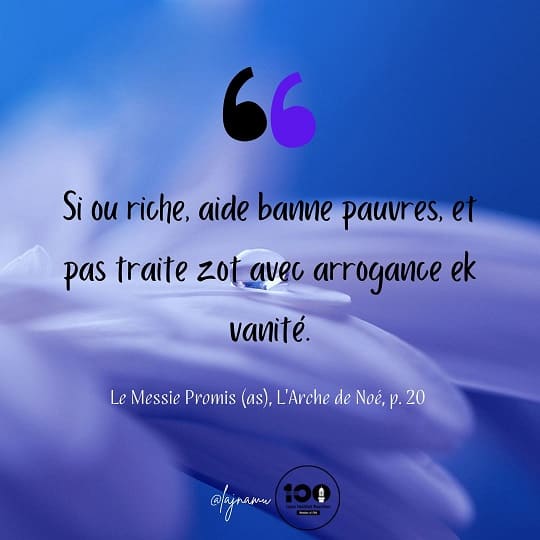 Si ou riche, aide banne pauvres, et
pas traite zot avec arrogance ek
vanité.
Le Messie Promis (as), L'Arche de Noé, p. 20
@lajnamu
100